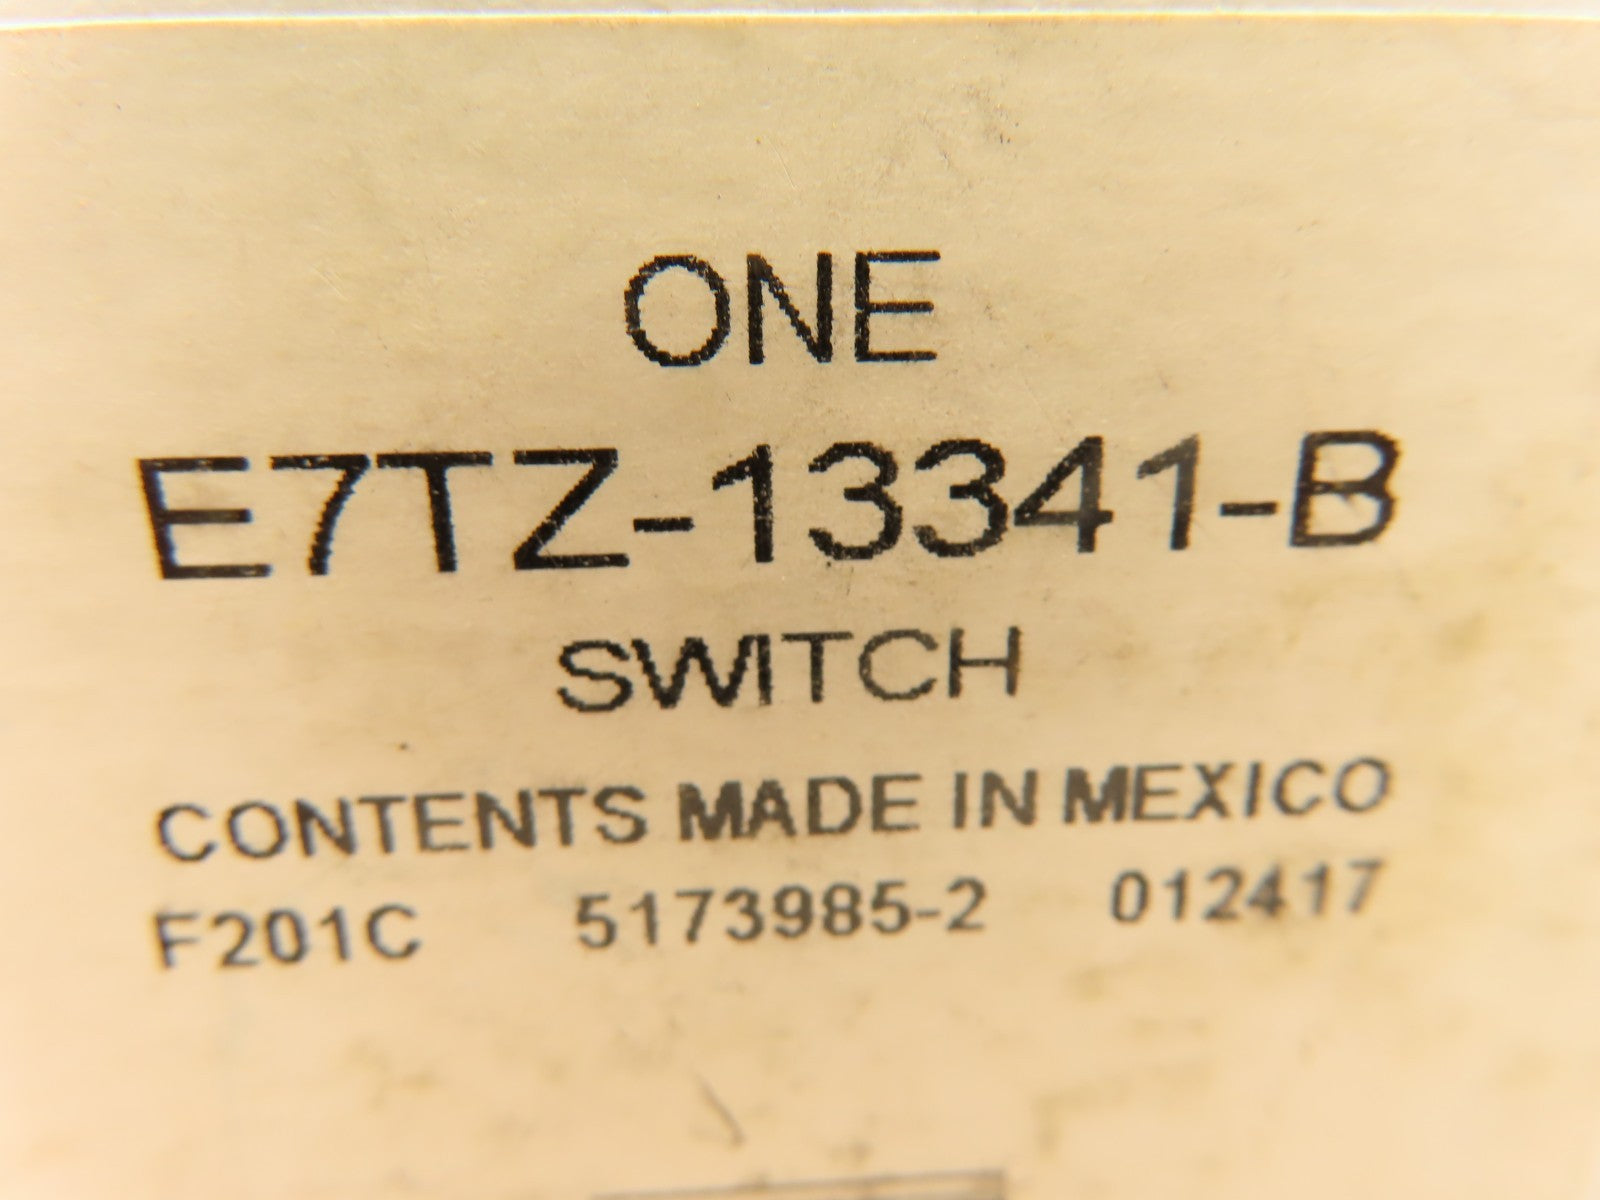 ONE
E7TZ-13341-B
SWITCH
CONTENTS MADE IN MEXICO
F201C 5173985-2 012417